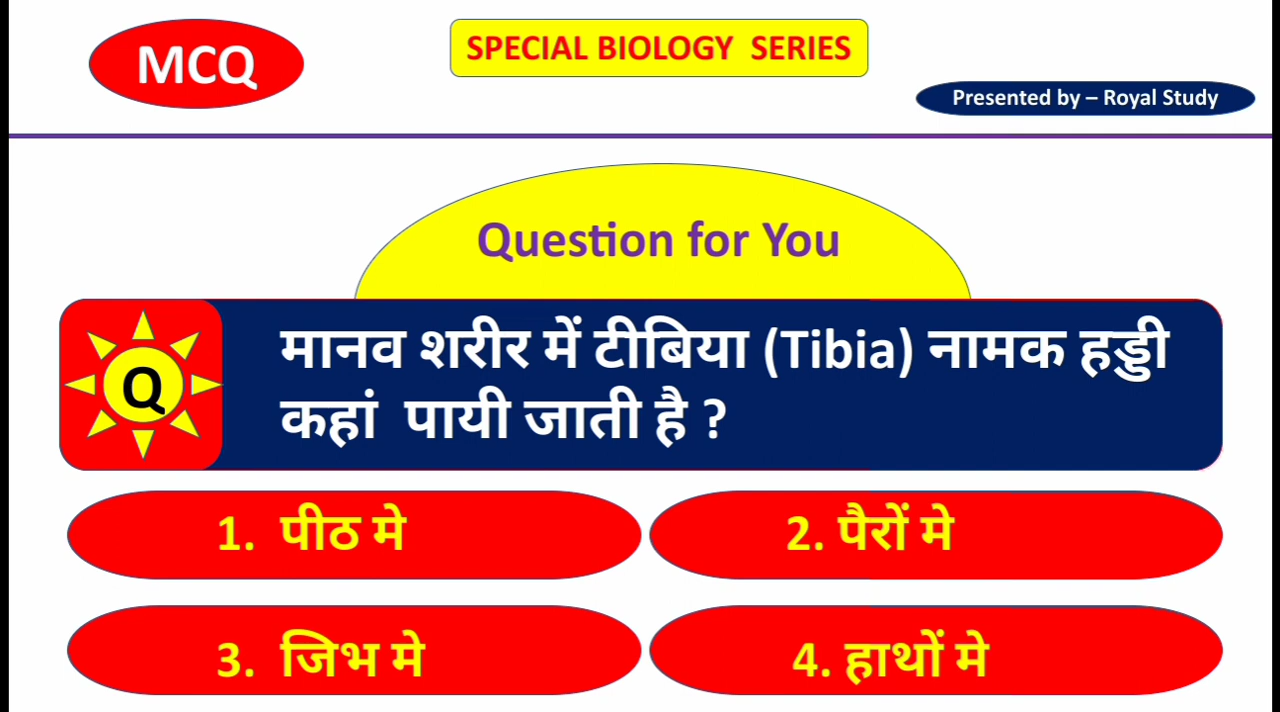 MCQ
SPECIAL BIOLOGY SERIES
Presented by – Royal Study
Question for You
Q
मानव शरीर में टीबिया (Tibia) नामक हड्डी
कहां पायी जाती है ?
1. पीठ मे
2. पैरों मे
3. जिभ मे
4. हाथों मे